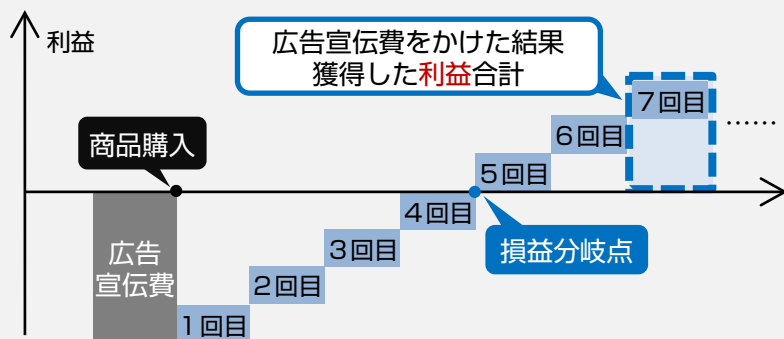 利益
広告宣伝費をかけた結果
獲得した利益合計
商品購入
7回目
……
6回目
5回目
4回目
3回目
2回目
1回目
広告
宣伝費
損益分岐点